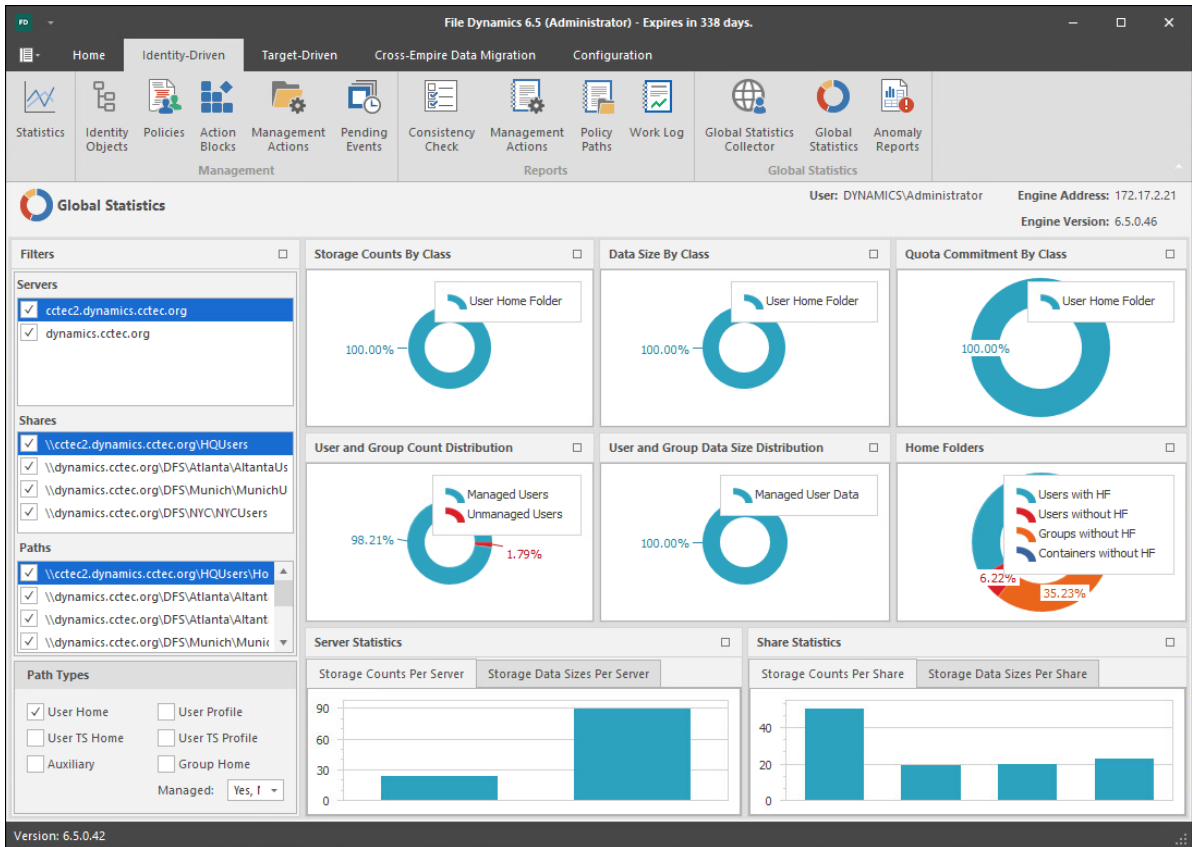 FD
File Dynamics 6.5 (Administrator) - Expires in 338 days.
Home Identity-Driven Target-Driven Cross-Empire Data Migration Configuration
Statistics
Identity Objects
Policies
Action Blocks
Management Actions
Pending Events
Management
Consistency Check
Management Actions
Policy Paths
Work Log
Reports
Global Statistics Collector
Global Statistics
Anomaly Reports
Global Statistics
Global Statistics
User: DYNAMICS\Administrator
Engine Address: 172.17.2.21
Engine Version: 6.5.0.46
Filters
Servers
cctec2.dynamics.cctec.org
dynamics.cctec.org
Shares
\\cctec2.dynamics.cctec.org\HQUsers
\\dynamics.cctec.org\DFS\Atlanta\AltantaUs
\\dynamics.cctec.org\DFS\Munich\MunichU
\\dynamics.cctec.org\DFS\NYC\NYCUsers
Paths
\\cctec2.dynamics.cctec.org\HQUsers\Ho
\\dynamics.cctec.org\DFS\Atlanta\Altant
\\dynamics.cctec.org\DFS\Atlanta\Altant
\\dynamics.cctec.org\DFS\Munich\Munic
Path Types
User Home User Profile
User TS Home User TS Profile
Auxiliary Group Home
Managed: Yes,
Storage Counts By Class
User Home Folder
100.00%
Data Size By Class
User Home Folder
100.00%
Quota Commitment By Class
User Home Folder
100.00%
User and Group Count Distribution
Managed Users
Unmanaged Users
98.21%
1.79%
User and Group Data Size Distribution
Managed User Data
100.00%
Home Folders
Users with HF
Users without HF
Groups without HF
Containers without HF
6.22%
35.23%
Server Statistics
Storage Counts Per Server Storage Data Sizes Per Server
90
60
30
0
Share Statistics
Storage Counts Per Share Storage Data Sizes Per Share
40
20
0
Version: 6.5.0.42